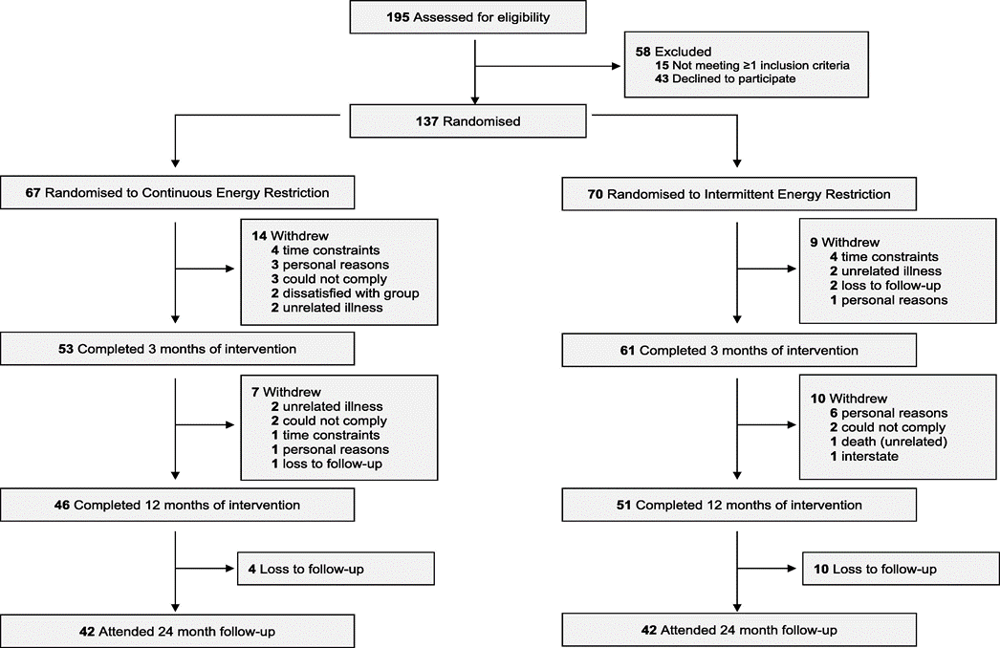 195 Assessed for eligibility
58 Excluded
15 Not meeting ≥1 inclusion criteria
43 Declined to participate
137 Randomised
67 Randomised to Continuous Energy Restriction
70 Randomised to Intermittent Energy Restriction
14 Withdrew
4 time constraints
3 personal reasons
3 could not comply
2 dissatisfied with group
2 unrelated illness
9 Withdrew
4 time constraints
2 unrelated illness
2 loss to follow-up
1 personal reasons
53 Completed 3 months of intervention
61 Completed 3 months of intervention
7 Withdrew
2 unrelated illness
2 could not comply
1 time constraints
1 personal reasons
1 loss to follow-up
10 Withdrew
6 personal reasons
2 could not comply
1 death (unrelated)
1 interstate
46 Completed 12 months of intervention
51 Completed 12 months of intervention
4 Loss to follow-up
10 Loss to follow-up
42 Attended 24 month follow-up
42 Attended 24 month follow-up